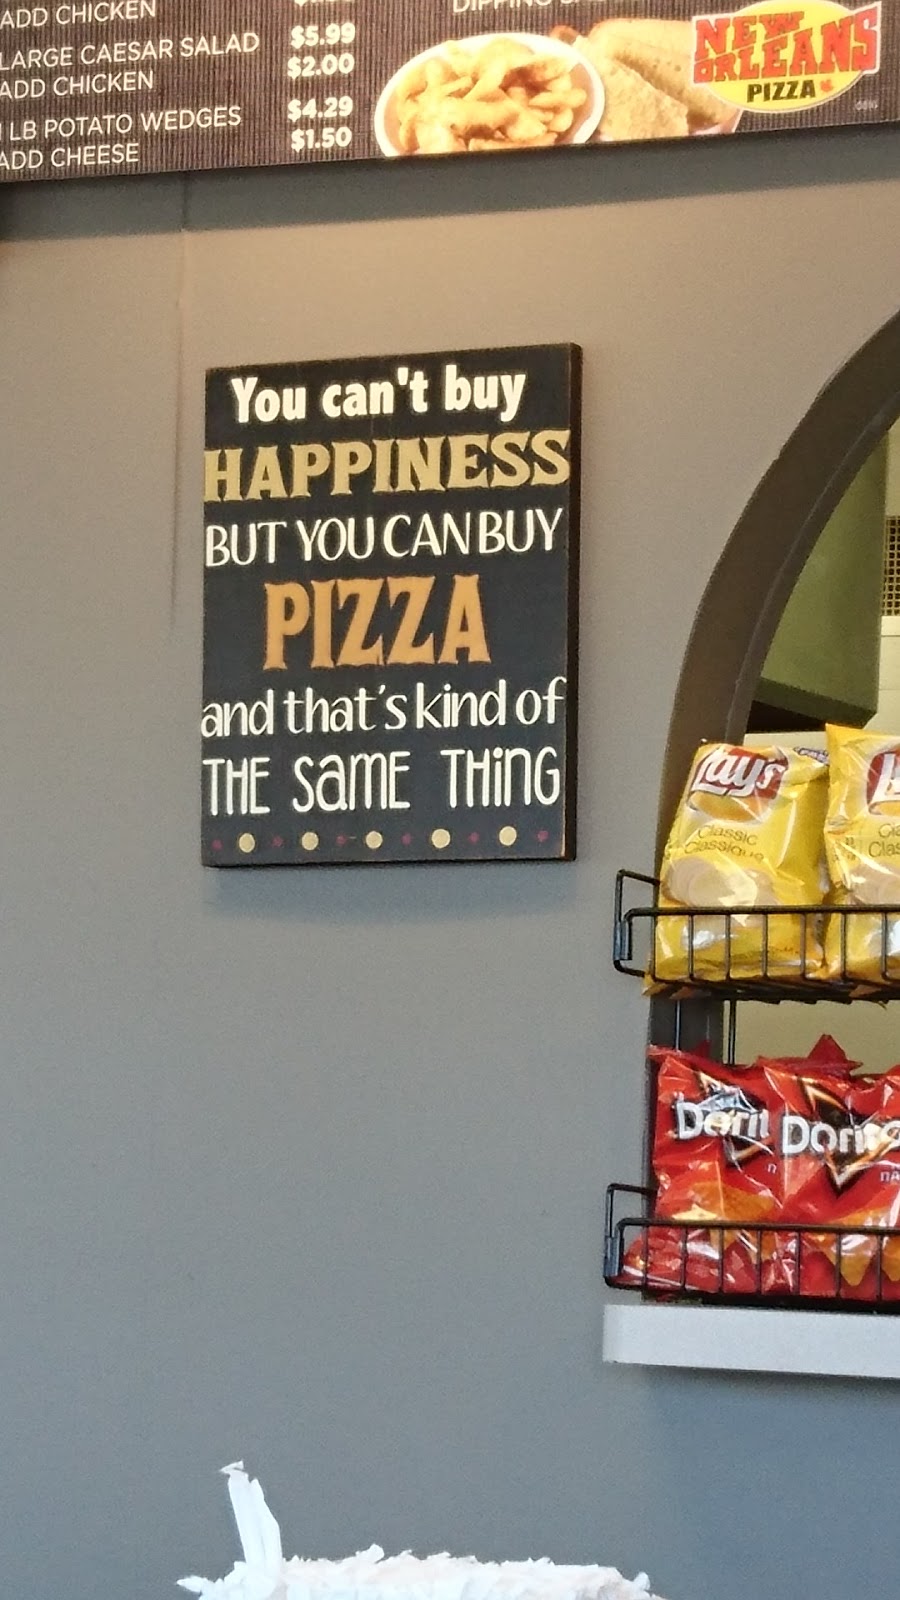 ADD CHICKEN
LARGE CAESAR SALAD $5.99
ADD CHICKEN $2.00
LB POTATO WEDGES $4.29
ADD CHEESE $1.50
DIPPING
NEW
ORLEANS
PIZZA
You can't buy
HAPPINESS
BUT YOU CAN BUY
PIZZA
and that's kind of
THE SamE THiNG
Lay's
Classic
Classique
Doritos